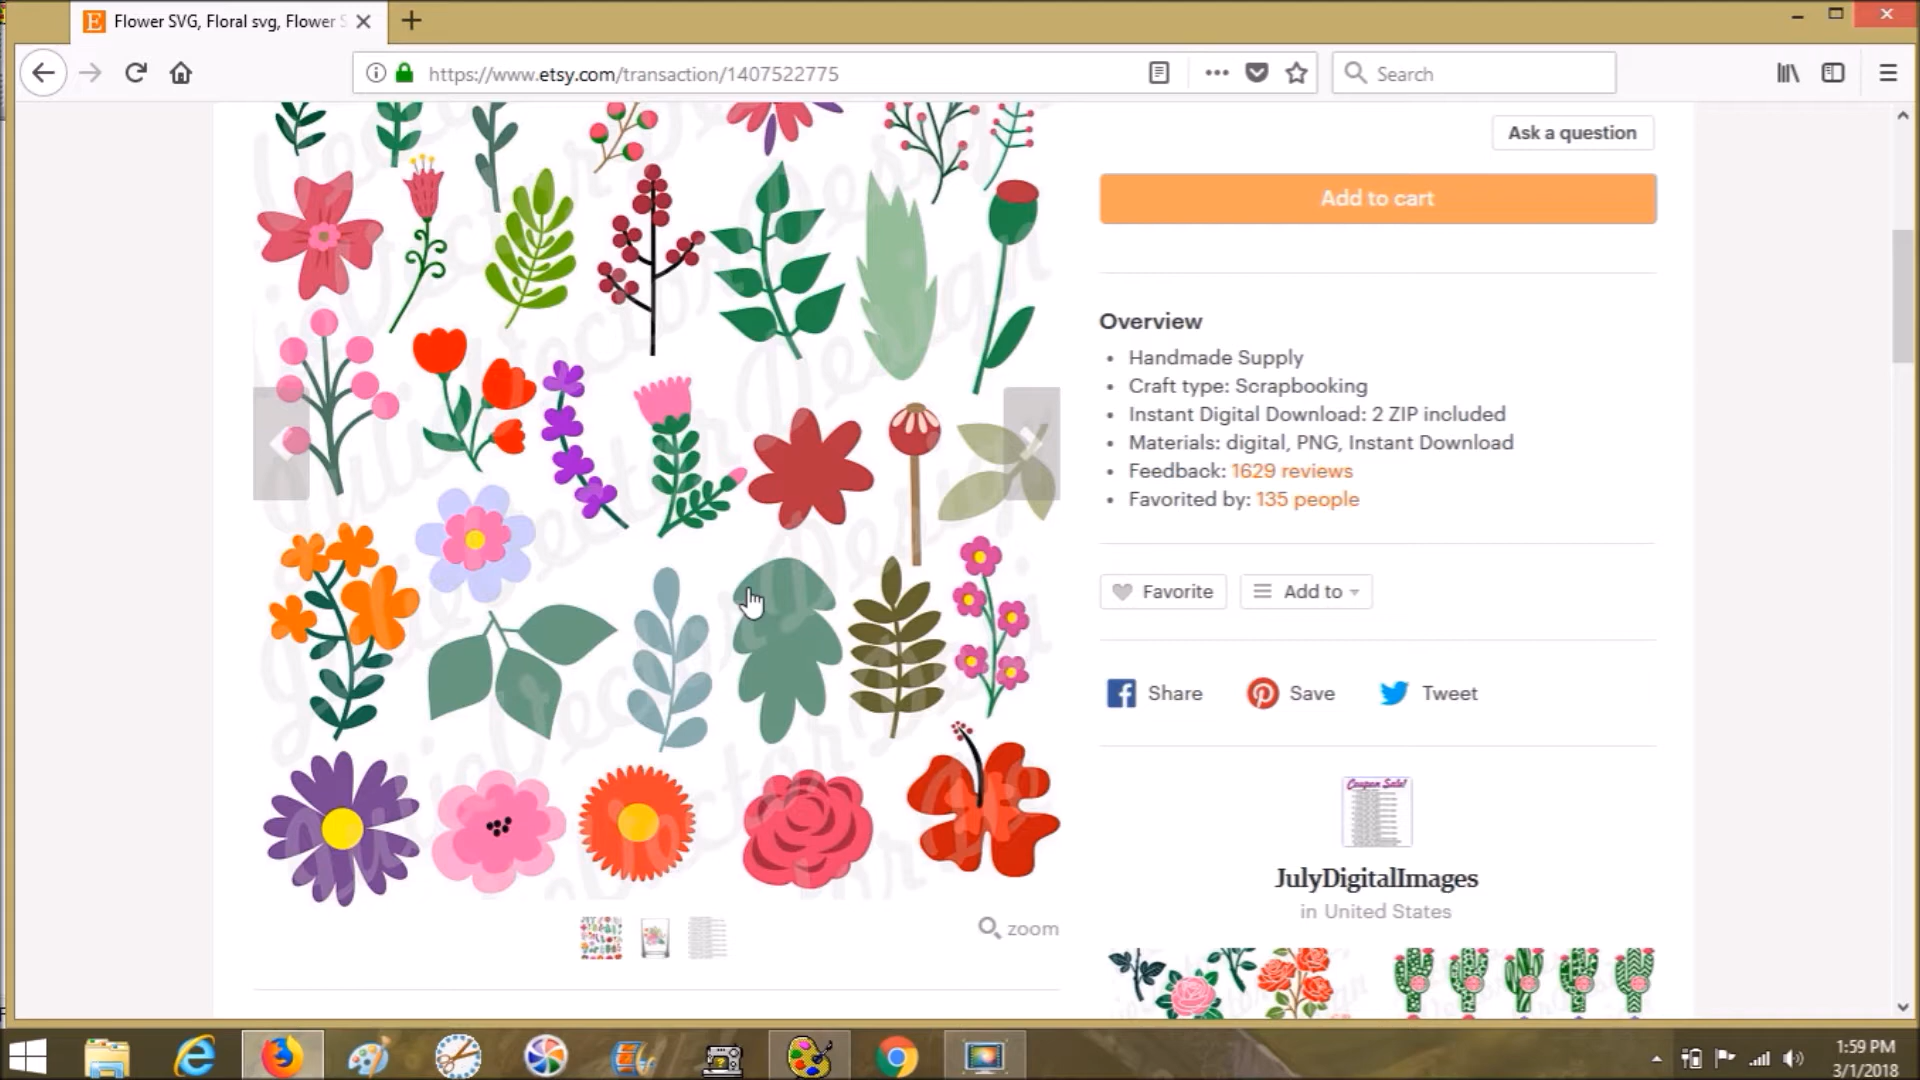 Flower SVG, Floral svg, Flower S
https://www.etsy.com/transaction/1407522775
Search
Ask a question
Add to cart
Overview
Handmade Supply
Craft type: Scrapbooking
Instant Digital Download: 2 ZIP included
Materials: digital, PNG, Instant Download
Feedback: 1629 reviews
Favorited by: 135 people
Favorite
Add to
Share
Save
Tweet
Coupon Sale!
JulyDigitalImages
in United States
zoom
1:59 PM
3/1/2018